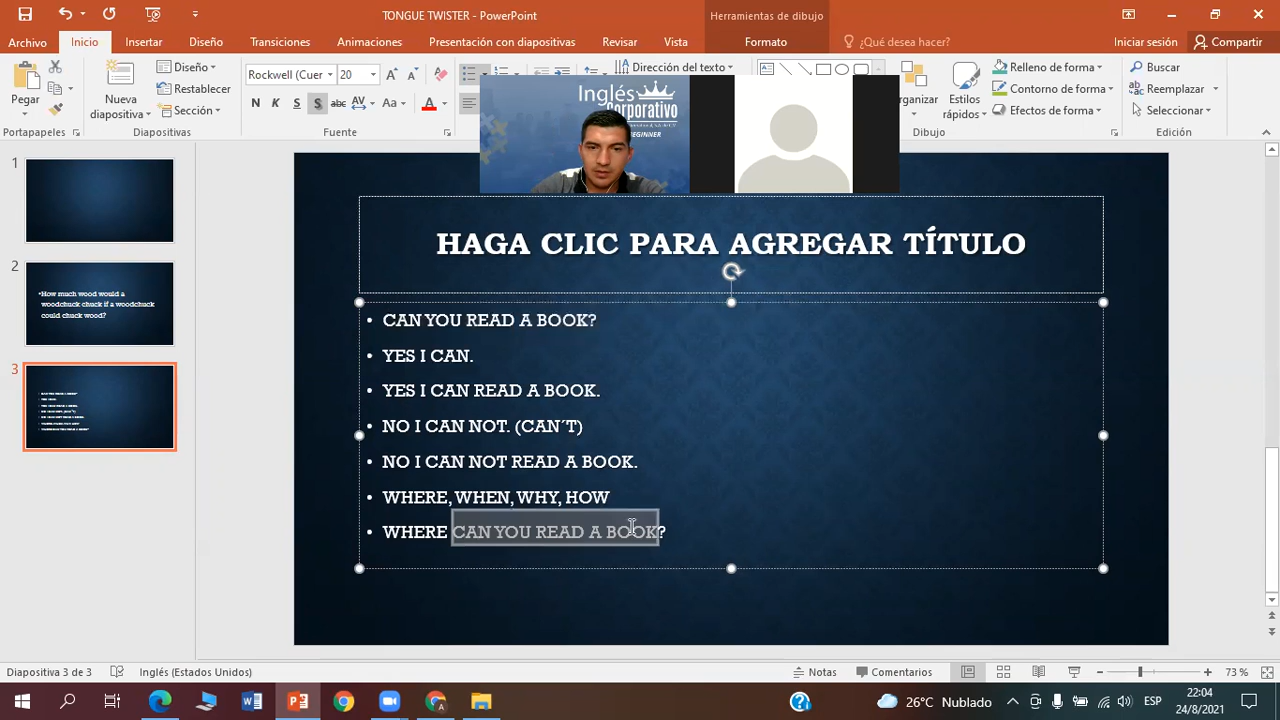 TONGUE TWISTER - PowerPoint
Herramientas de dibujo
Archivo
Inicio
Insertar
Diseño
Transiciones
Animaciones
Presentación con diapositivas
Revisar
Vista
Formato
¿Qué desea hacer?
Iniciar sesión
Compartir
Pegar
Nueva
diapositiva
Diseño
Restablecer
Sección
Rockwell (Cuer
20
N K S S abc AV Aa A
Dirección del texto
Organizar
Estilos
rápidos
Relleno de forma
Contorno de forma
Efectos de forma
Buscar
Reemplazar
Seleccionar
Portapapeles
Diapositivas
Fuente
Dibujo
Edición
Inglés
Corporativo
BEGINNER
1
2
•How much wood would a
woodchuck chuck if a woodchuck
could chuck wood?
3
HAGA CLIC PARA AGREGAR TÍTULO
• CAN YOU READ A BOOK?
• YES I CAN.
• YES I CAN READ A BOOK.
• NO I CAN NOT. (CAN´T)
• NO I CAN NOT READ A BOOK.
• WHERE, WHEN, WHY, HOW
• WHERE CAN YOU READ A BOOK?
Diapositiva 3 de 3
Inglés (Estados Unidos)
Notas
Comentarios
73 %
26°C Nublado
ESP
22:04
24/8/2021